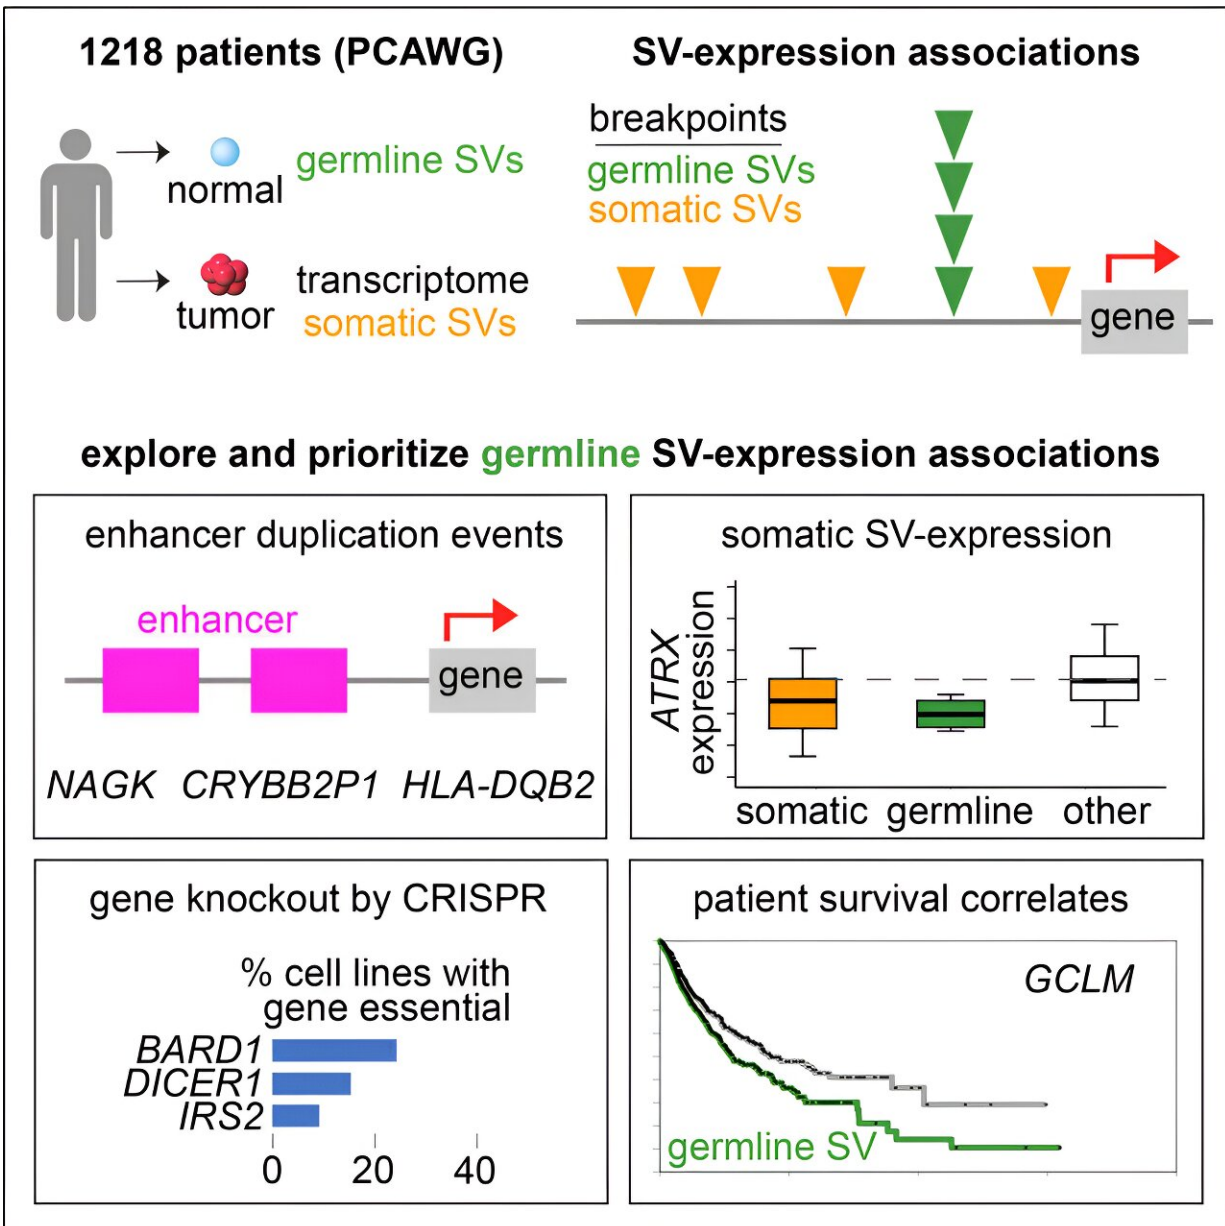 1218 patients (PCAWG)
normal
germline SVs
tumor
transcriptome
somatic SVs
SV-expression associations
breakpoints
germline SVs
somatic SVs
gene
explore and prioritize germline SV-expression associations
enhancer duplication events
enhancer
gene
NAGK CRYBB2P1 HLA-DQB2
somatic SV-expression
ATRX
expression
somatic germline other
gene knockout by CRISPR
% cell lines with
gene essential
BARD1
DICER1
IRS2
0 20 40
patient survival correlates
GCLM
germline SV